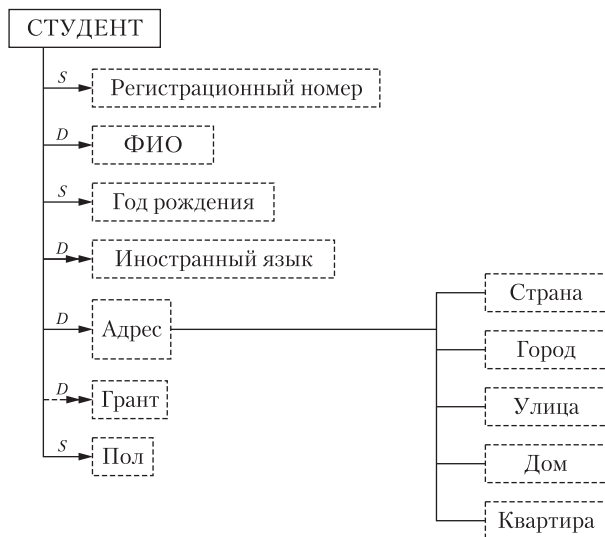 СТУДЕНТ
S
Регистрационный номер
D
ФИО
S
Год рождения
D
Иностранный язык
D
Адрес
D
Грант
S
Пол
Страна
Город
Улица
Дом
Квартира